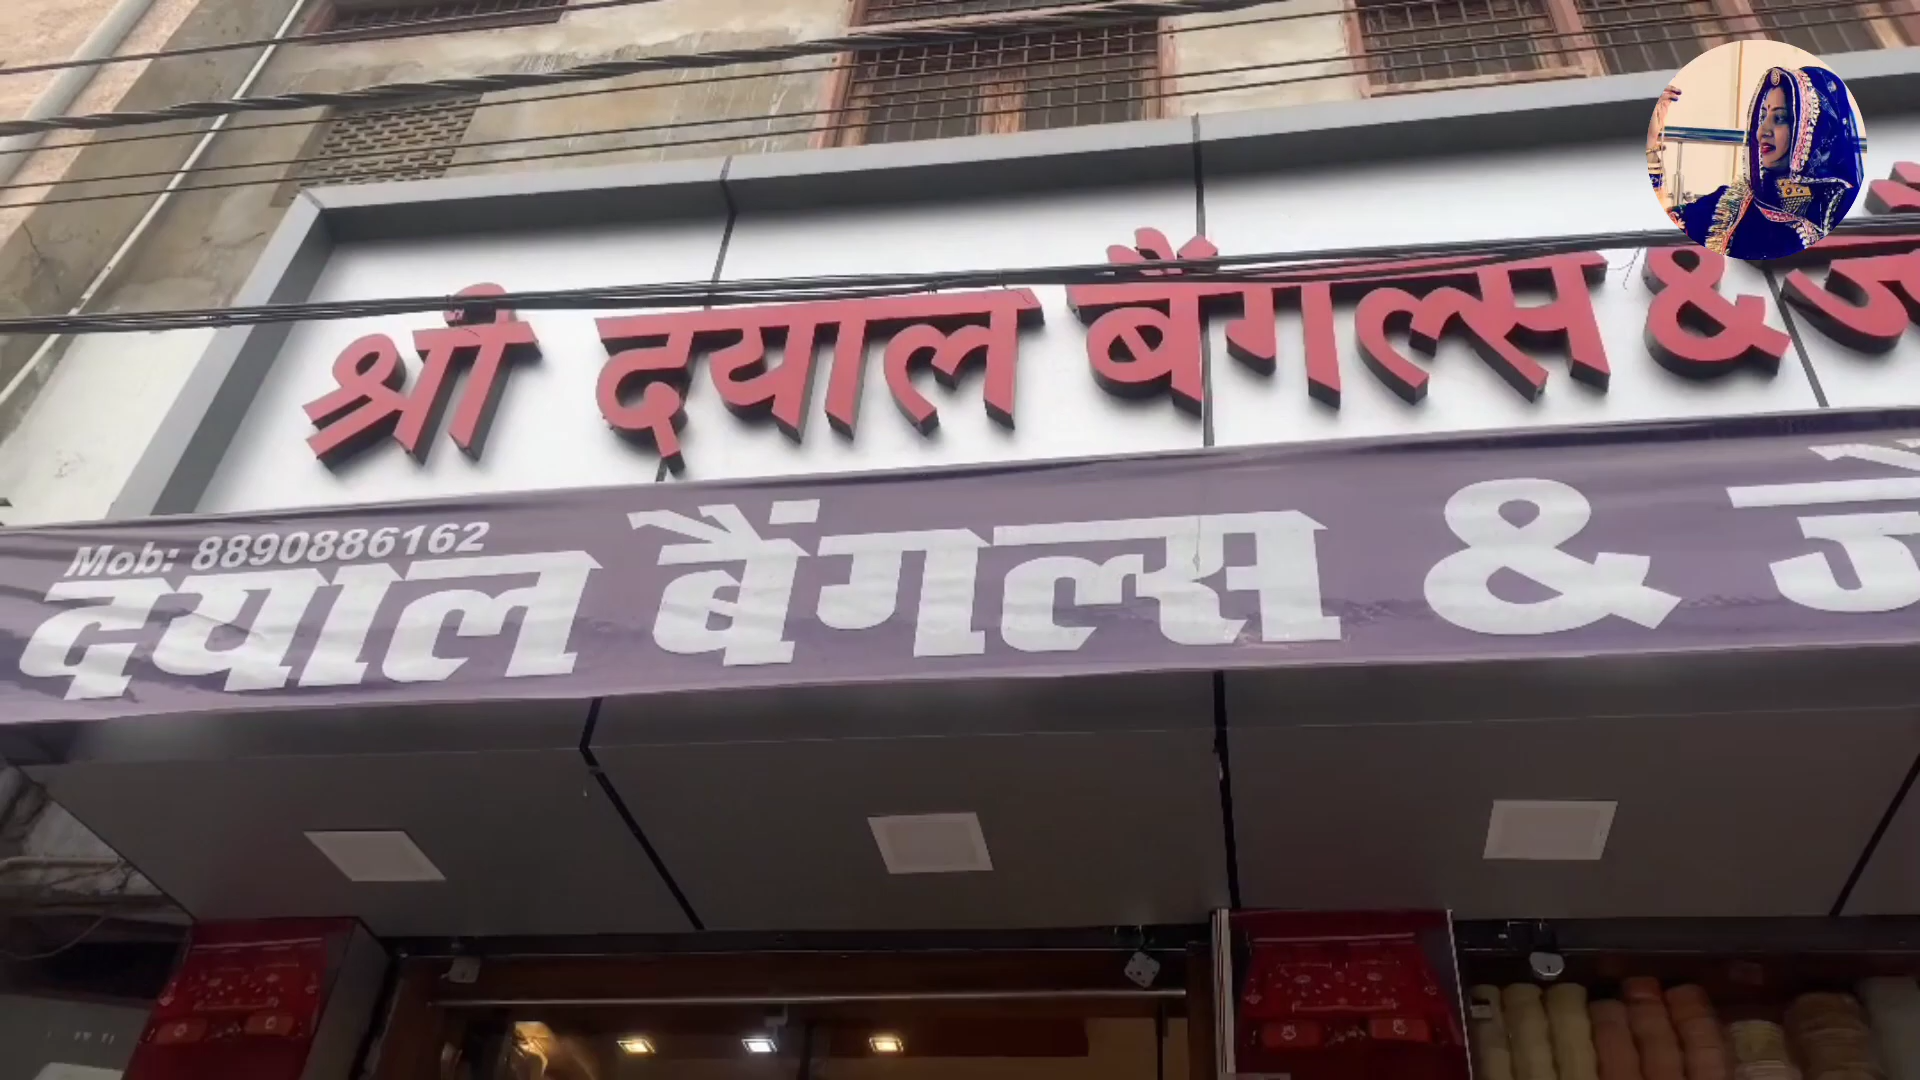 श्री दयाल बैंगल्स &
Mob: 8890886162
दयाल बैंगल्स &